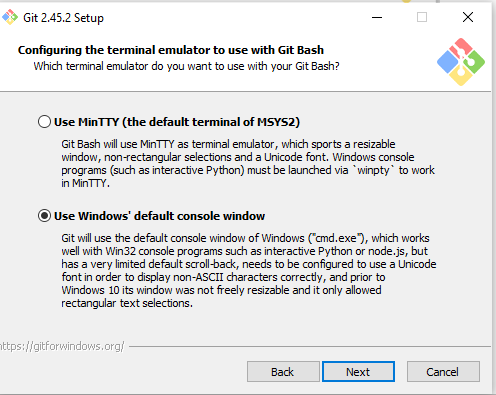 Git 2.45.2 Setup
Configuring the terminal emulator to use with Git Bash
Which terminal emulator do you want to use with your Git Bash?
Use MinTTY (the default terminal of MSYS2)
Git Bash will use MinTTY as terminal emulator, which sports a resizable
window, non-rectangular selections and a Unicode font. Windows console
programs (such as interactive Python) must be launched via `winpty` to work
in MinTTY.
Use Windows' default console window
Git will use the default console window of Windows ("cmd.exe"), which works
well with Win32 console programs such as interactive Python or node.js, but
has a very limited default scroll-back, needs to be configured to use a Unicode
font in order to display non-ASCII characters correctly, and prior to
Windows 10 its window was not freely resizable and it only allowed
rectangular text selections.
https://gitforwindows.org/
Back Next Cancel